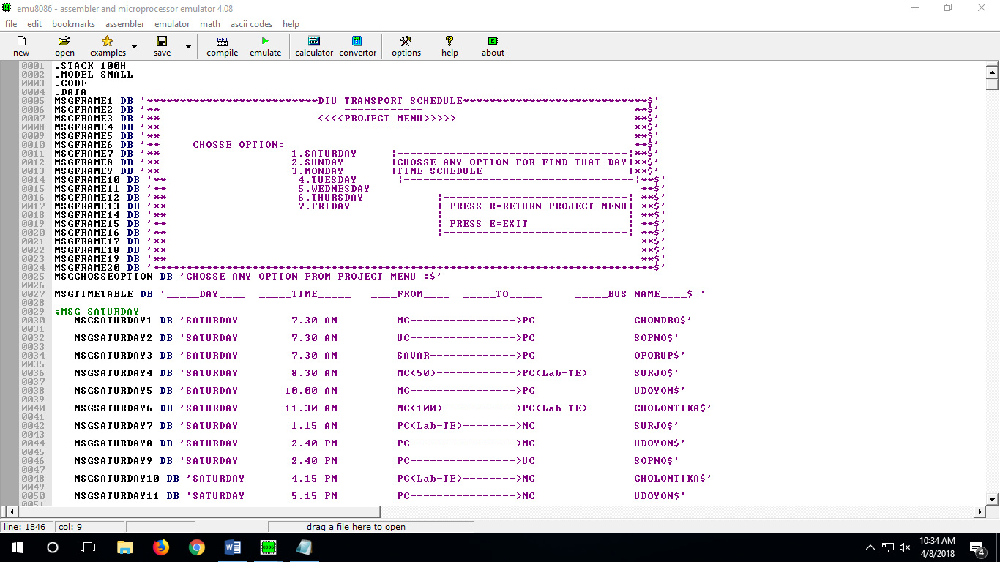 emu8086 - assembler and microprocessor emulator 4.08
file edit bookmarks assembler emulator math ascii codes help
new open examples save compile emulate calculator convertor options help about
0001 .STACK 100H
0002 .MODEL SMALL
0003 .CODE
0004 .DATA
0005 MSGFRAME1 DB '**************************DIU TRANSPORT SCHEDULE****************************$'
0006 MSGFRAME2 DB '** ------------ **$'
0007 MSGFRAME3 DB '** <<<<PROJECT MENU>>>>> **$'
0008 MSGFRAME4 DB '** ------------ **$'
0009 MSGFRAME5 DB '** **$'
0010 MSGFRAME6 DB '** CHOSSE OPTION: **$'
0011 MSGFRAME7 DB '** 1.SATURDAY |-----------------------------------|**$'
0012 MSGFRAME8 DB '** 2.SUNDAY |CHOSSE ANY OPTION FOR FIND THAT DAY|**$'
0013 MSGFRAME9 DB '** 3.MONDAY |TIME SCHEDULE |**$'
0014 MSGFRAME10 DB '** 4.TUESDAY |-----------------------------------|**$'
0015 MSGFRAME11 DB '** 5.WEDNESDAY **$'
0016 MSGFRAME12 DB '** 6.THURSDAY |----------------------------| **$'
0017 MSGFRAME13 DB '** 7.FRIDAY | PRESS R=RETURN PROJECT MENU| **$'
0018 MSGFRAME14 DB '** | | **$'
0019 MSGFRAME15 DB '** | PRESS E=EXIT | **$'
0020 MSGFRAME16 DB '** |----------------------------| **$'
0021 MSGFRAME17 DB '** **$'
0022 MSGFRAME18 DB '** **$'
0023 MSGFRAME19 DB '** **$'
0024 MSGFRAME20 DB '****************************************************************************$'
0025 MSGCHOSSEOPTION DB 'CHOSSE ANY OPTION FROM PROJECT MENU :$'
0026
0027 MSGTIMETABLE DB '_____DAY____ _____TIME_____ ____FROM____ _____TO_____ _____BUS NAME____$ '
0028
0029 ;MSG SATURDAY
0030 MSGSATURDAY1 DB 'SATURDAY 7.30 AM MC---------------->PC CHONDRO$'
0031
0032 MSGSATURDAY2 DB 'SATURDAY 7.30 AM UC---------------->PC SOPNO$'
0033
0034 MSGSATURDAY3 DB 'SATURDAY 7.30 AM SAVAR------------->PC OPORUP$'
0035
0036 MSGSATURDAY4 DB 'SATURDAY 8.30 AM MC(50)------------>PC(Lab-TE) SURJO$'
0037
0038 MSGSATURDAY5 DB 'SATURDAY 10.00 AM MC---------------->PC UDOYON$'
0039
0040 MSGSATURDAY6 DB 'SATURDAY 11.30 AM MC(100)----------->PC(Lab-TE) CHOLONTIKA$'
0041
0042 MSGSATURDAY7 DB 'SATURDAY 1.15 AM PC(Lab-TE)-------->MC SURJO$'
0043
0044 MSGSATURDAY8 DB 'SATURDAY 2.40 PM PC---------------->MC UDOYON$'
0045
0046 MSGSATURDAY9 DB 'SATURDAY 2.40 PM PC---------------->UC SOPNO$'
0047
0048 MSGSATURDAY10 DB 'SATURDAY 4.15 PM PC(Lab-TE)-------->MC CHOLONTIKA$'
0049
0050 MSGSATURDAY11 DB 'SATURDAY 5.15 PM PC---------------->MC UDOYON$'
0051
line: 1846 col: 9 drag a file here to open
10:34 AM
4/8/2018
4